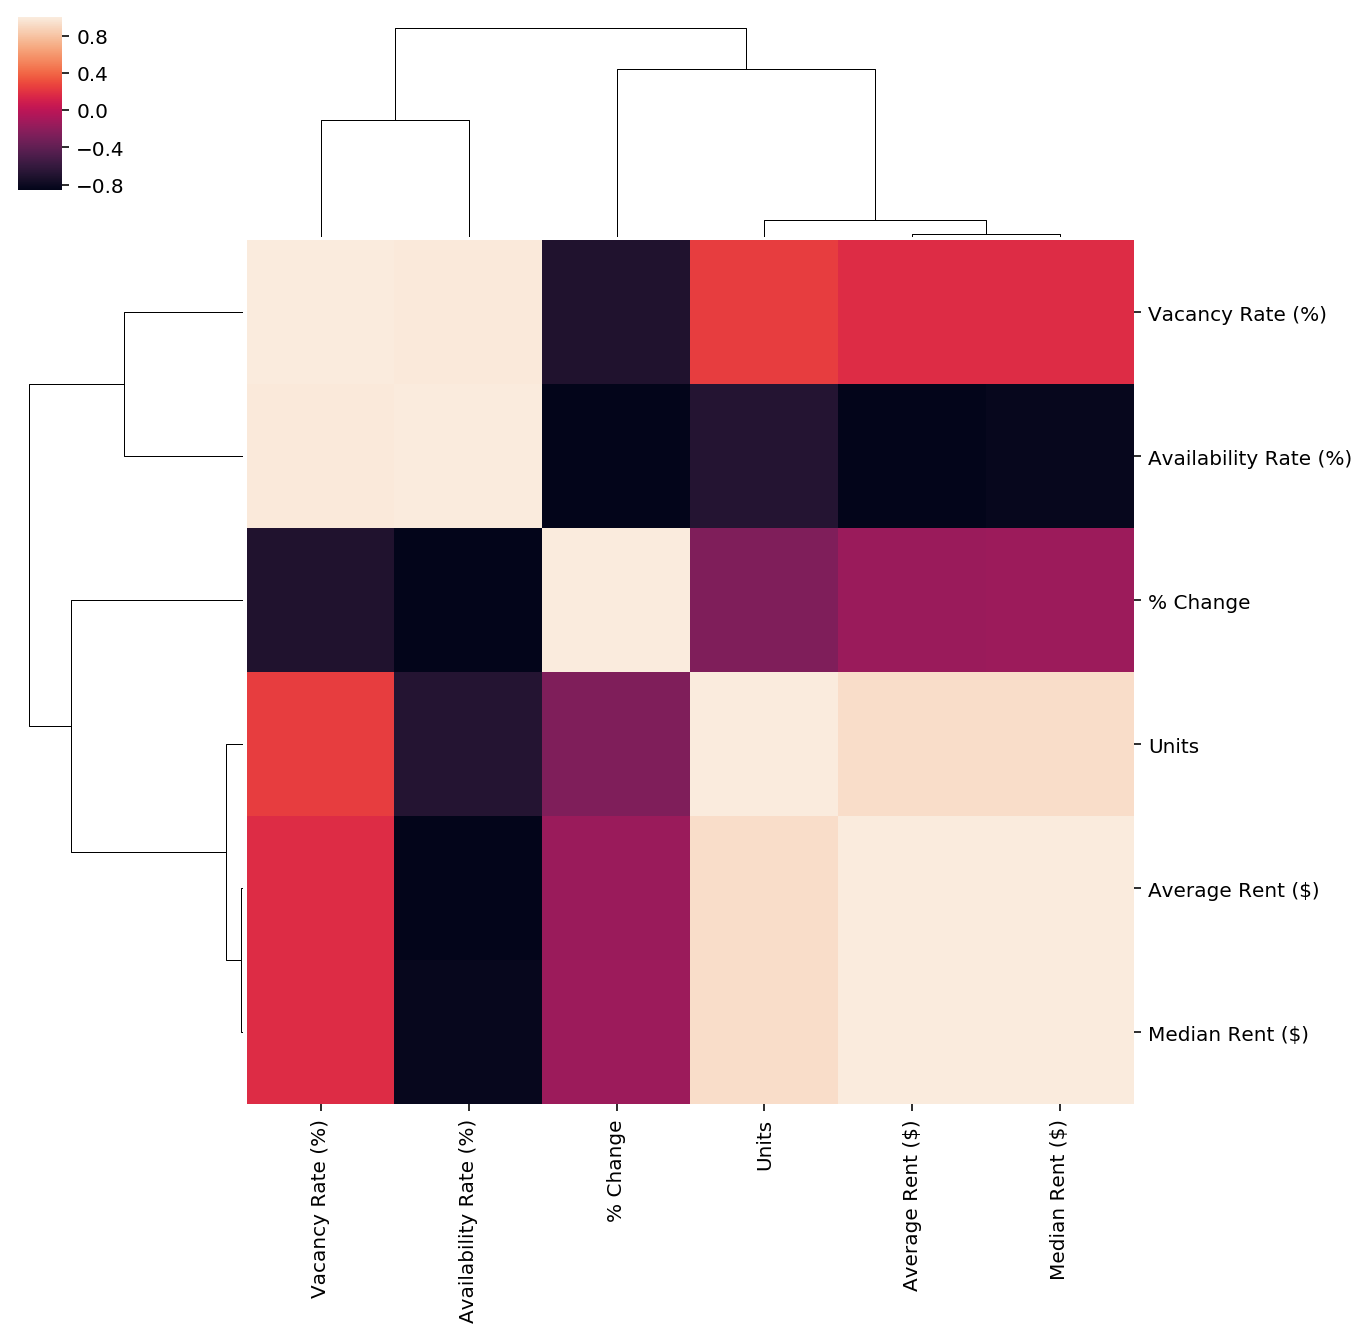 0.8
0.4
0.0
−0.4
−0.8
Vacancy Rate (%)
Availability Rate (%)
% Change
Units
Average Rent ($)
Median Rent ($)
Vacancy Rate (%)
Availability Rate (%)
% Change
Units
Average Rent ($)
Median Rent ($)